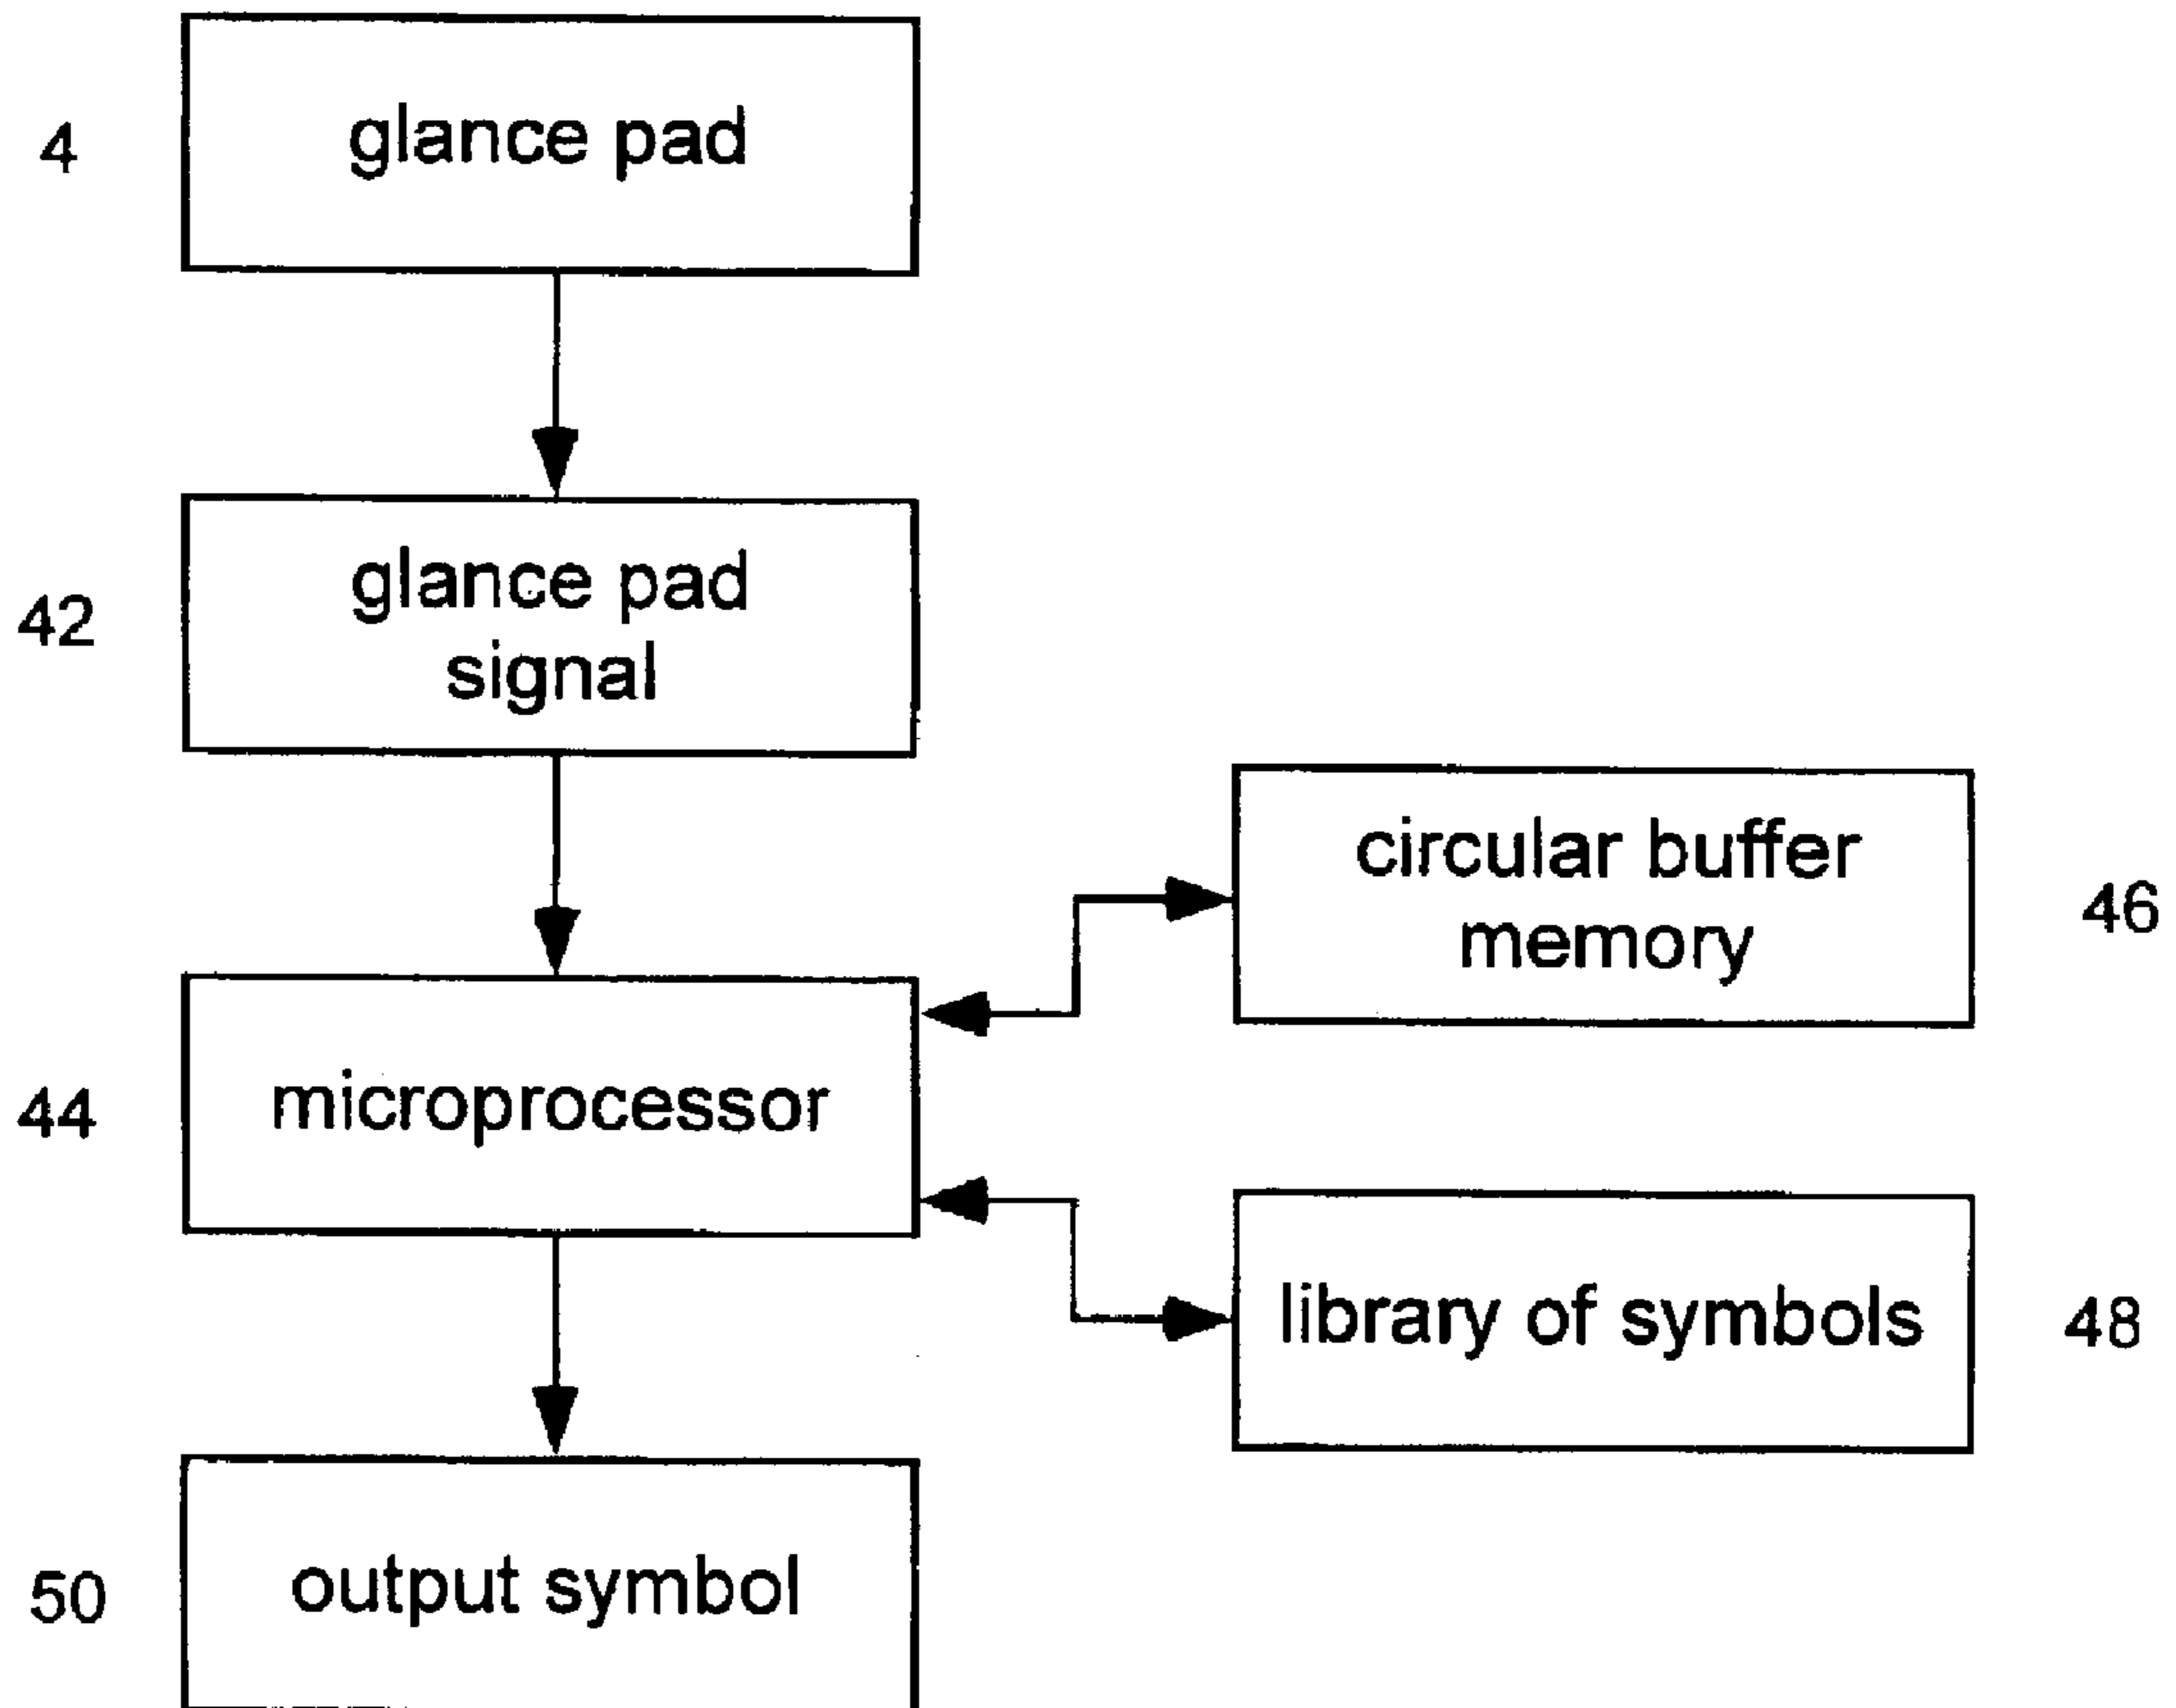 4
glance pad
42
glance pad
signal
circular buffer
memory
46
44
microprocessor
library of symbols
48
50
output symbol